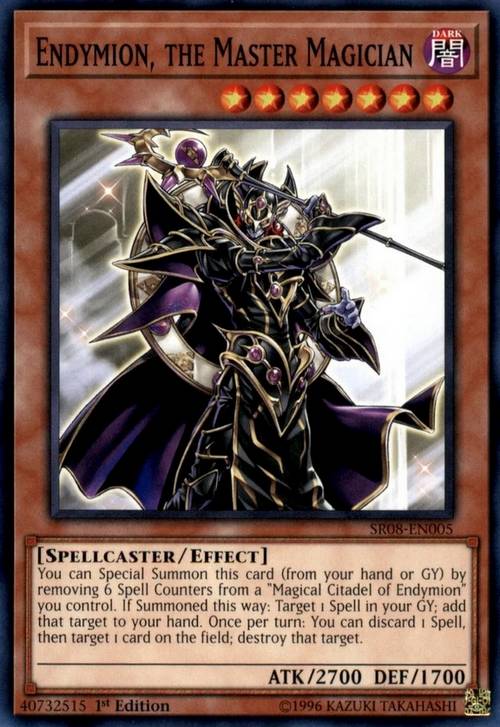 ENDYMION, THE MASTER MAGICIAN
DARK
闇
SR08-EN005
[SPELLCASTER/EFFECT]
You can Special Summon this card (from your hand or GY) by
removing 6 Spell Counters from a "Magical Citadel of Endymion"
you control. If Summoned this way: Target 1 Spell in your GY; add
that target to your hand. Once per turn: You can discard 1 Spell,
then target 1 card on the field; destroy that target.
ATK/2700 DEF/1700
40732515 1st Edition ©1996 KAZUKI TAKAHASHI